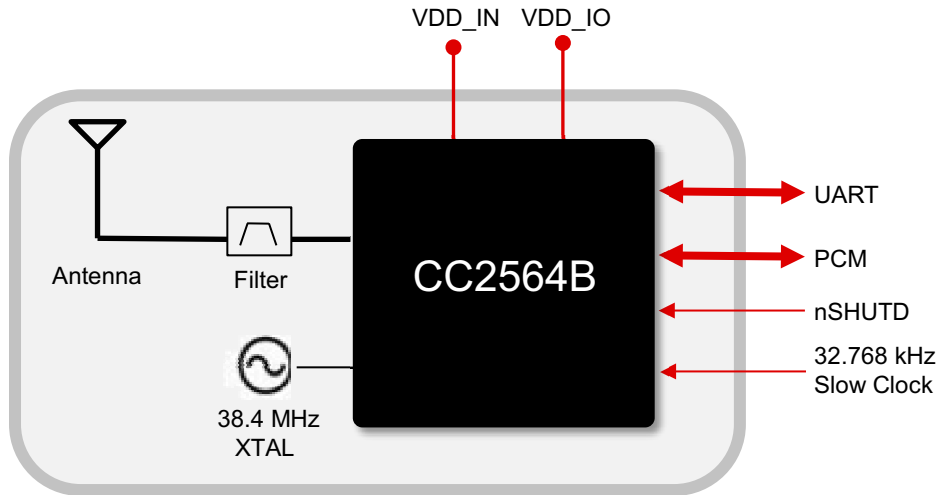 VDD_IN VDD_IO
UART
PCM
CC2564B
Antenna
Filter
nSHUTD
32.768 kHz
Slow Clock
38.4 MHz
XTAL